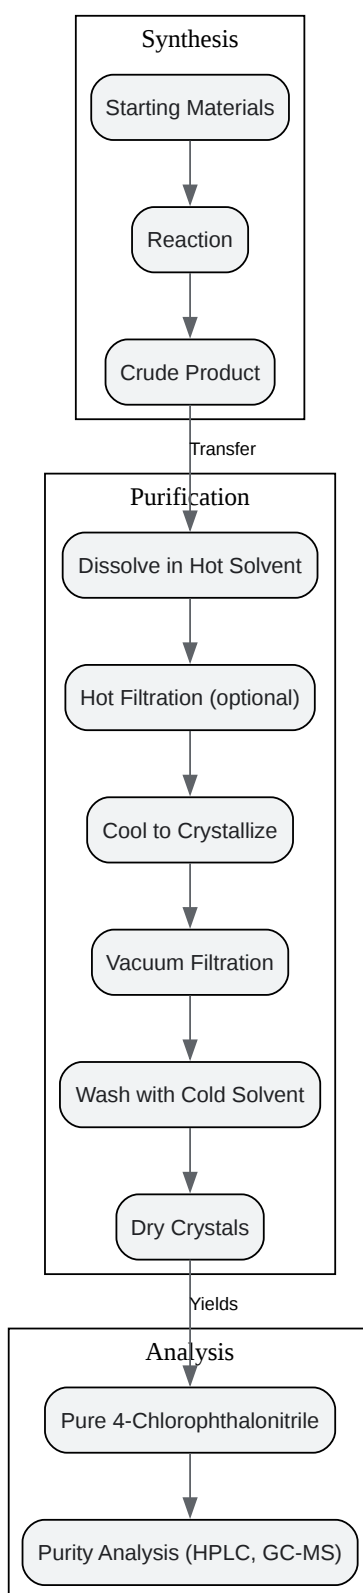 Synthesis
Starting Materials
Reaction
Crude Product
Transfer
Purification
Dissolve in Hot Solvent
Hot Filtration (optional)
Cool to Crystallize
Vacuum Filtration
Wash with Cold Solvent
Dry Crystals
Yields
Analysis
Pure 4-Chlorophthalonitrile
Purity Analysis (HPLC, GC-MS)